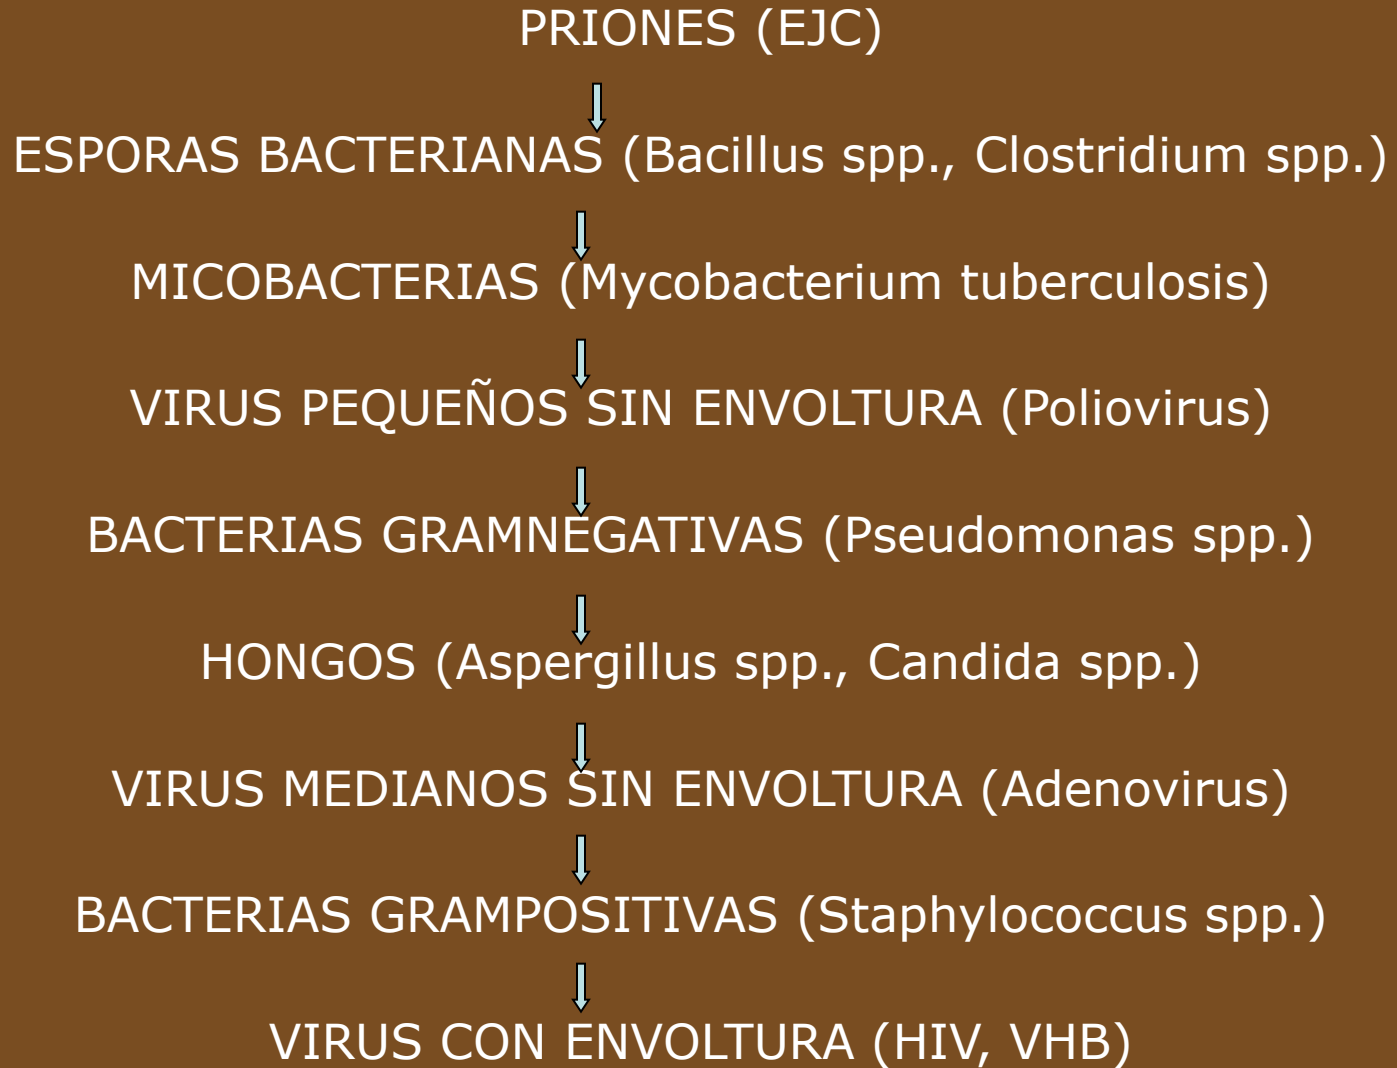 PRIONES (EJC)
ESPORAS BACTERIANAS (Bacillus spp., Clostridium spp.)
MICOBACTERIAS (Mycobacterium tuberculosis)
VIRUS PEQUEÑOS SIN ENVOLTURA (Poliovirus)
BACTERIAS GRAMNEGATIVAS (Pseudomonas spp.)
HONGOS (Aspergillus spp., Candida spp.)
VIRUS MEDIANOS SIN ENVOLTURA (Adenovirus)
BACTERIAS GRAMPOSITIVAS (Staphylococcus spp.)
VIRUS CON ENVOLTURA (HIV, VHB)